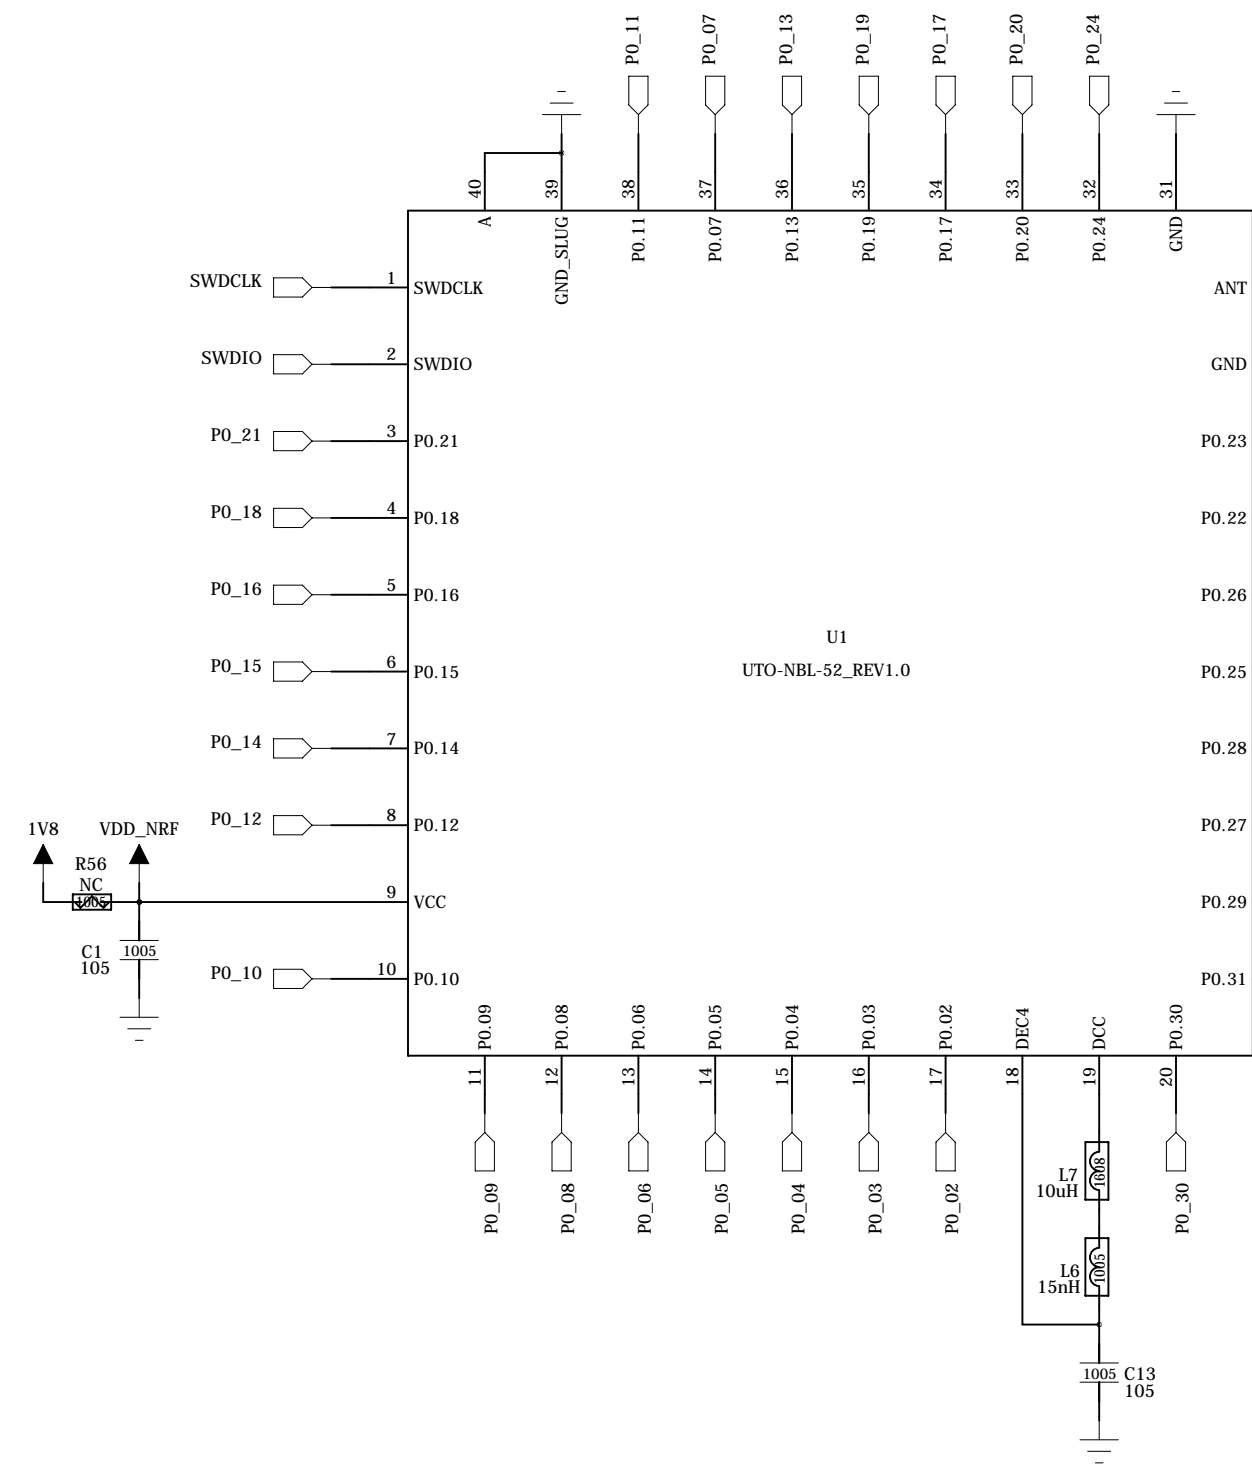 P0_11
P0_07
P0_13
P0_19
P0_17
P0_20
P0_24
40
39
38
37
36
35
34
33
32
31
A
GND_SLUG
P0.11
P0.07
P0.13
P0.19
P0.17
P0.20
P0.24
GND
SWDCLK
1
SWDCLK
ANT
SWDIO
2
SWDIO
GND
P0_21
3
P0.21
P0.23
P0_18
4
P0.18
P0.22
P0_16
5
P0.16
P0.26
U1
UTO-NBL-52_REV1.0
P0_15
6
P0.15
P0.25
P0_14
7
P0.14
P0.28
P0_12
8
P0.12
P0.27
1V8
VDD_NRF
R56
NC
1005
9
VCC
P0.29
C1
105
1005
P0_10
10
P0.10
P0.31
P0.09
P0.08
P0.06
P0.05
P0.04
P0.03
P0.02
DEC4
DCC
P0.30
11
12
13
14
15
16
17
18
19
20
P0_09
P0_08
P0_06
P0_05
P0_04
P0_03
P0_02
P0_30
L7
10uH
1608
L6
15nH
1005
1005
C13
105